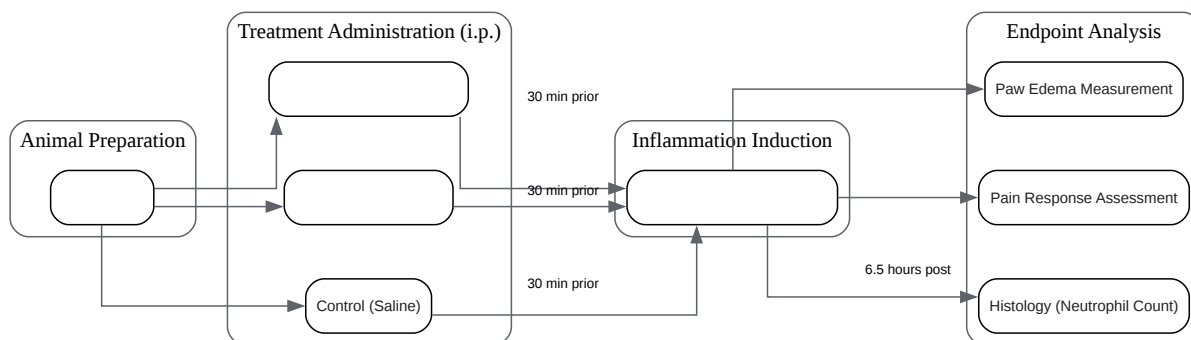 Treatment Administration (i.p.)
Endpoint Analysis
30 min prior
Paw Edema Measurement
Animal Preparation
Inflammation Induction
30 min prior
Pain Response Assessment
6.5 hours post
30 min prior
Control (Saline)
Histology (Neutrophil Count)